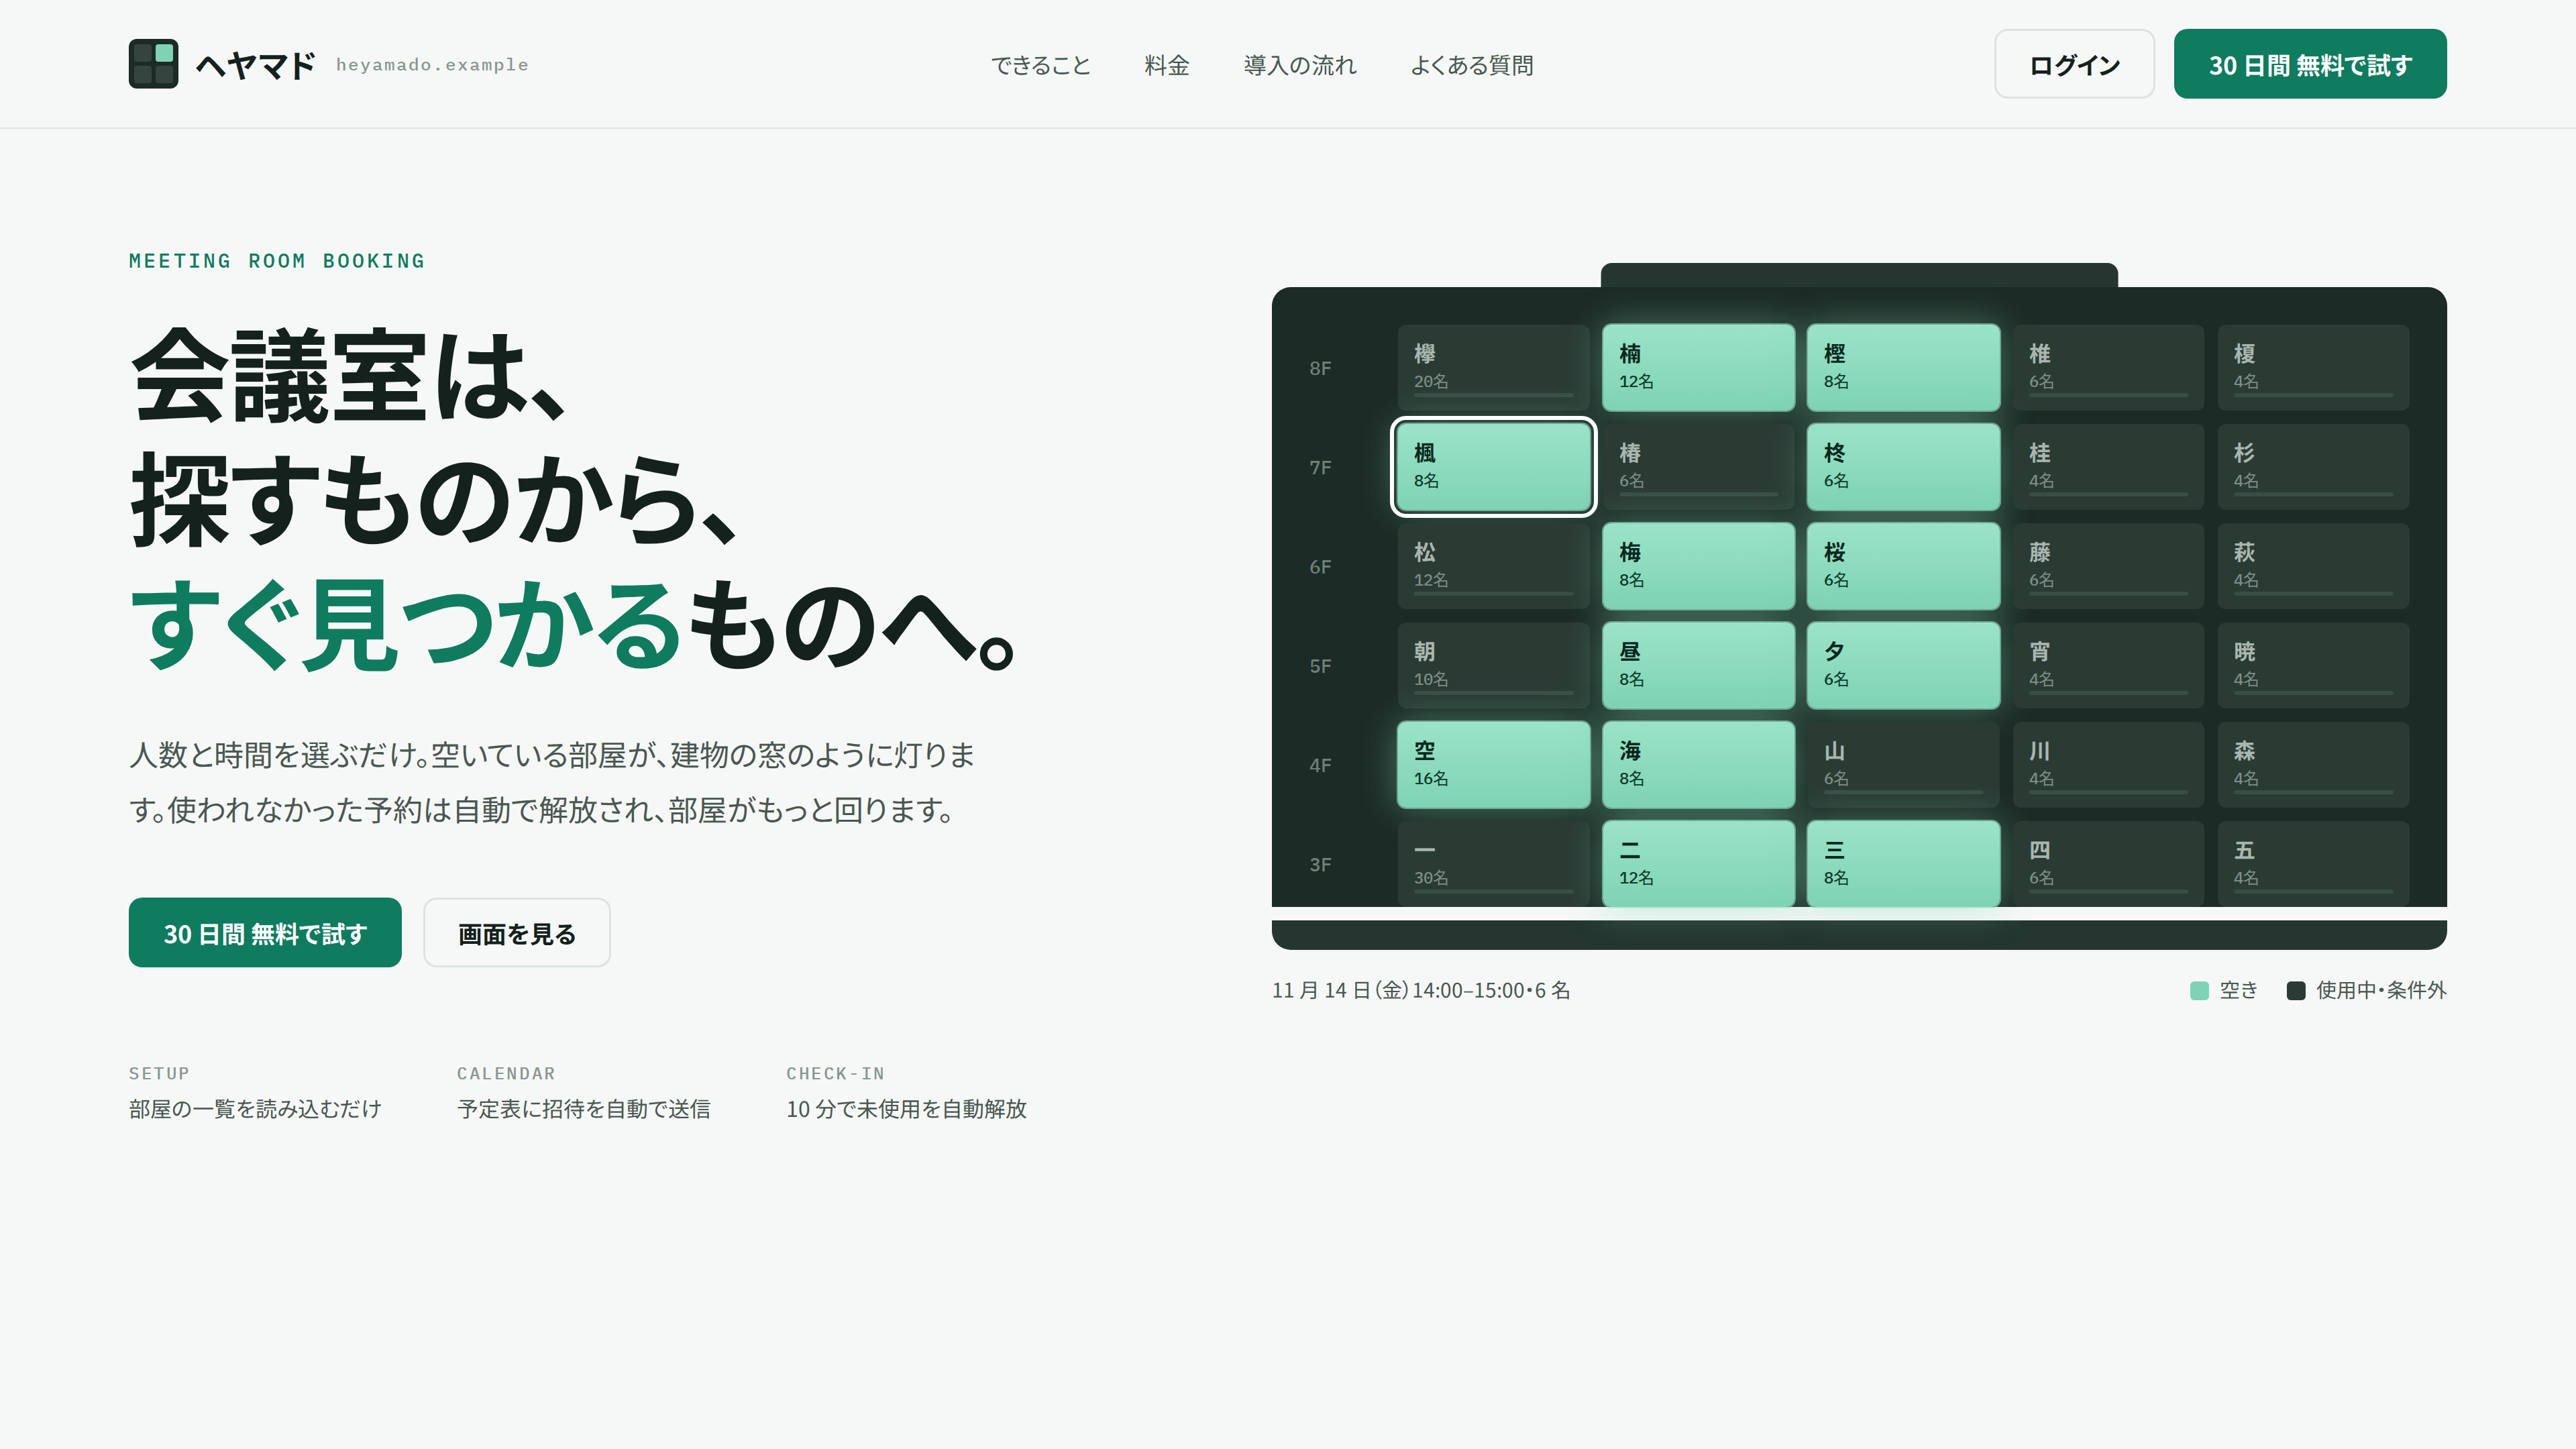 ヘヤマド heyamado.example
できること 料金 導入の流れ よくある質問
ログイン 30 日間 無料で試す
MEETING ROOM BOOKING
会議室は、
探すものから、
すぐ見つかるものへ。
人数と時間を選ぶだけ。空いている部屋が、建物の窓のように灯りま
す。使われなかった予約は自動で解放され、部屋がもっと回ります。
30 日間 無料で試す 画面を見る
SETUP
部屋の一覧を読み込むだけ
CALENDAR
予定表に招待を自動で送信
CHECK-IN
10 分で未使用を自動解放
8F
欅
20名
楠
12名
樫
8名
椎
6名
榎
4名
7F
楓
8名
椿
6名
柊
6名
桂
4名
杉
4名
6F
松
12名
梅
8名
桜
6名
藤
6名
萩
4名
5F
朝
10名
昼
8名
夕
6名
宵
4名
暁
4名
4F
空
16名
海
8名
山
6名
川
4名
森
4名
3F
一
30名
二
12名
三
8名
四
6名
五
4名
11 月 14 日（金）14:00–15:00・6 名
空き 使用中・条件外